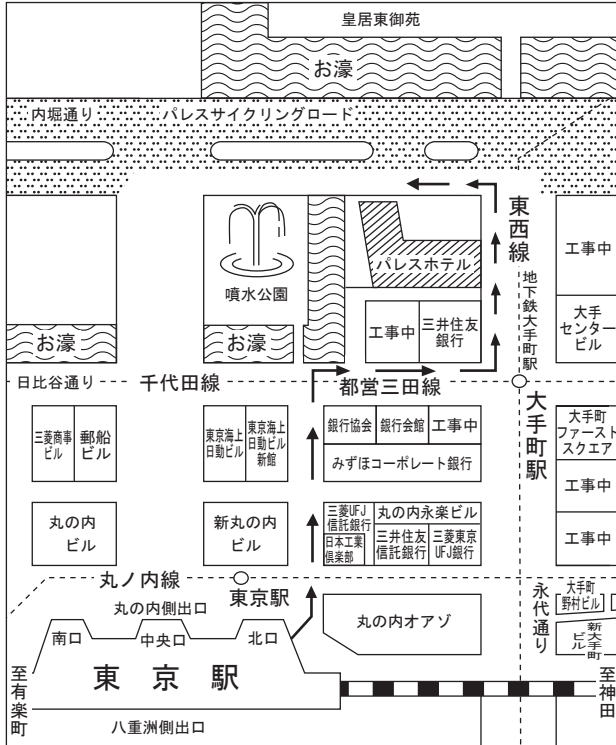 皇居東御苑
お濠
内堀通り
パレスサイクリングロード
東西線
工事中
パレスホテル
噴水公園
地下鉄大手町駅
工事中
三井住友
銀行
大手
センター
ビル
お濠
お濠
日比谷通り
千代田線
都営三田線
大手町駅
三菱商事
ビル
郵船
ビル
東京海上
日動ビル
東京海上
日動ビル
新館
銀行協会
銀行会館
工事中
大手町
ファースト
スクエア
みずほコーポレート銀行
工事中
丸の内
ビル
新丸の内
ビル
三菱UFJ
信託銀行
丸の内永楽ビル
日本工業
倶楽部
三井住友
信託銀行
三菱東京
UFJ銀行
工事中
丸ノ内線
東京駅
丸の内側出口
永代通り
大手町
野村ビル
丸の内オアゾ
新大手町
ビル
南口
中央口
北口
東京駅
至有楽町
至神田
八重洲側出口